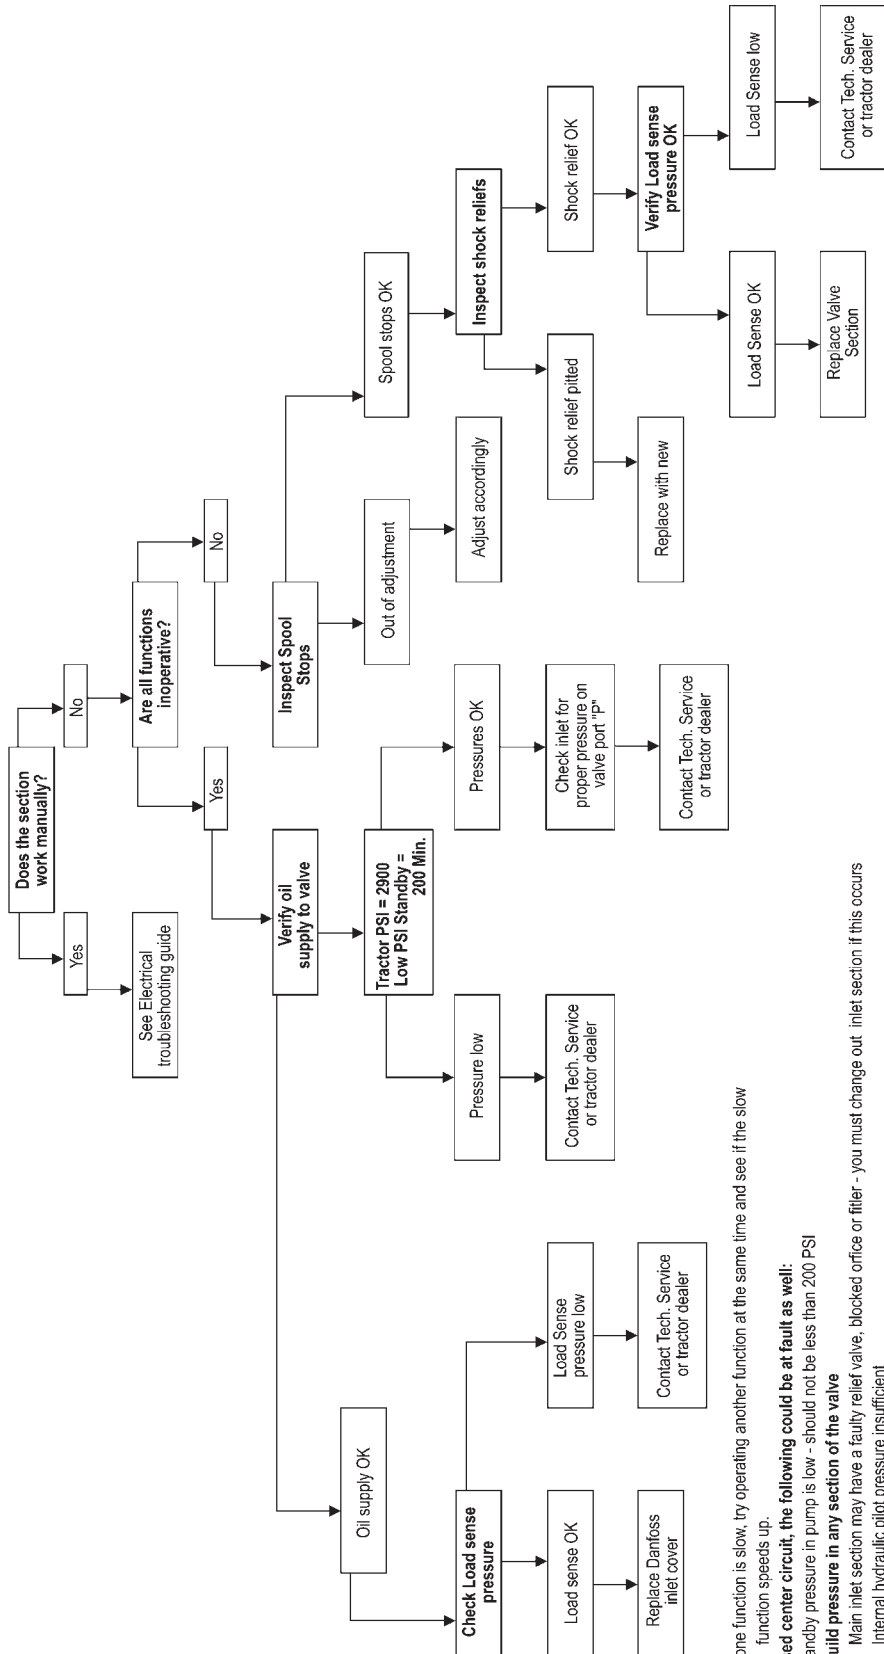 Does the section
work manually?
Yes
No
See Electrical
troubleshooting guide
Are all functions
inoperative?
Yes
No
Verify oil
supply to valve
Inspect Spool
Stops
Oil supply OK
Tractor PSI = 2900
Low PSI Standby =
200 Min.
Out of adjustment
Spool stops OK
Check Load sense
pressure
Pressure low
Pressures OK
Adjust accordingly
Inspect shock reliefs
Load sense OK
Load Sense
pressure low
Contact Tech. Service
or tractor dealer
Check inlet for
proper pressure on
valve port "P"
Shock relief pitted
Shock relief OK
Replace Danfoss
inlet cover
Contact Tech. Service
or tractor dealer
Contact Tech. Service
or tractor dealer
Replace with new
Verify Load sense
pressure OK
Load Sense OK
Load Sense low
Replace Valve
Section
Contact Tech. Service
or tractor dealer
one function is slow, try operating another function at the same time and see if the slow
function speeds up.
center circuit, the following could be at fault as well:
pressure in pump is low - should not be less than 200 PSI
pressure in any section of the valve
Main inlet section may have a faulty relief valve, blocked orfice or fitler - you must change out inlet section if this occurs
Internal hydraulic pilot pressure insufficient